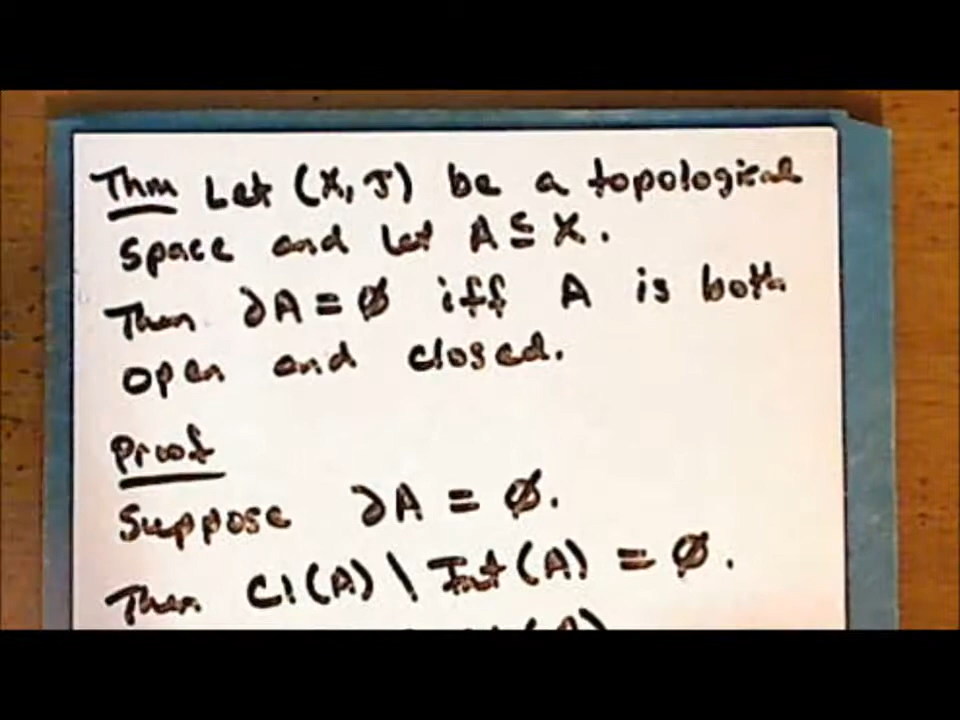 Thm Let (X, T) be a topological
space and let A ⊆ X.
Then ∂A = ∅ iff A is both
open and closed.
Proof
Suppose ∂A = ∅.
Then Cl(A) \ Int(A) = ∅.
(A)